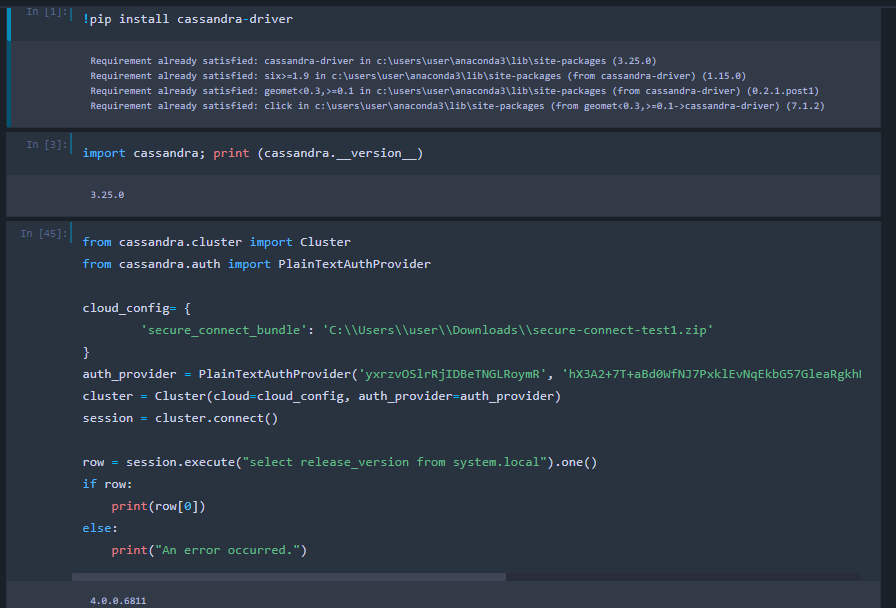 In [1]: !pip install cassandra-driver
Requirement already satisfied: cassandra-driver in c:\users\user\anaconda3\lib\site-packages (3.25.0)
Requirement already satisfied: six>=1.9 in c:\users\user\anaconda3\lib\site-packages (from cassandra-driver) (1.15.0)
Requirement already satisfied: geomet<0.3,>=0.1 in c:\users\user\anaconda3\lib\site-packages (from cassandra-driver) (0.2.1.post1)
Requirement already satisfied: click in c:\users\user\anaconda3\lib\site-packages (from geomet<0.3,>=0.1->cassandra-driver) (7.1.2)
In [3]: import cassandra; print (cassandra.__version__)
3.25.0
In [45]: from cassandra.cluster import Cluster
from cassandra.auth import PlainTextAuthProvider
cloud_config= {
'secure_connect_bundle': 'C:\\Users\\user\\Downloads\\secure-connect-test1.zip'
}
auth_provider = PlainTextAuthProvider('yxrzvOSlrRjIDBeTNGLRoymR', 'hX3A2+7T+aBd0WfNJ7PxklEvNqEkbG57GleaRgkhH
cluster = Cluster(cloud=cloud_config, auth_provider=auth_provider)
session = cluster.connect()
row = session.execute("select release_version from system.local").one()
if row:
print(row[0])
else:
print("An error occurred.")
4.0.0.6811